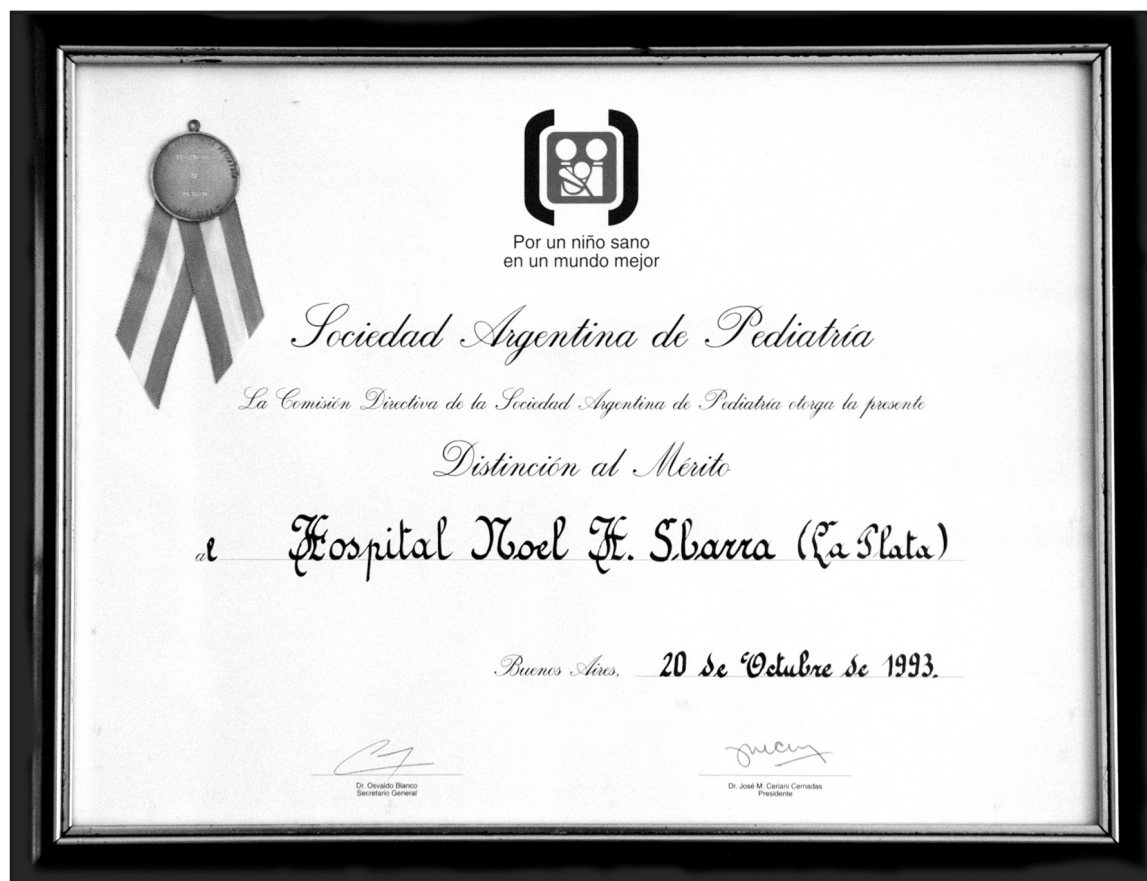 Por un niño sano
en un mundo mejor
Sociedad Argentina de Pediatría
La Comisión Directiva de la Sociedad Argentina de Pediatría otorga la presente
Distinción al Mérito
al Hospital Noel H. Sbarra (La Plata)
Buenos Aires, 20 de Octubre de 1993.
Dr. Osvaldo Blanco
Secretario General
Dr. José M. Ceriani Cernadas
Presidente